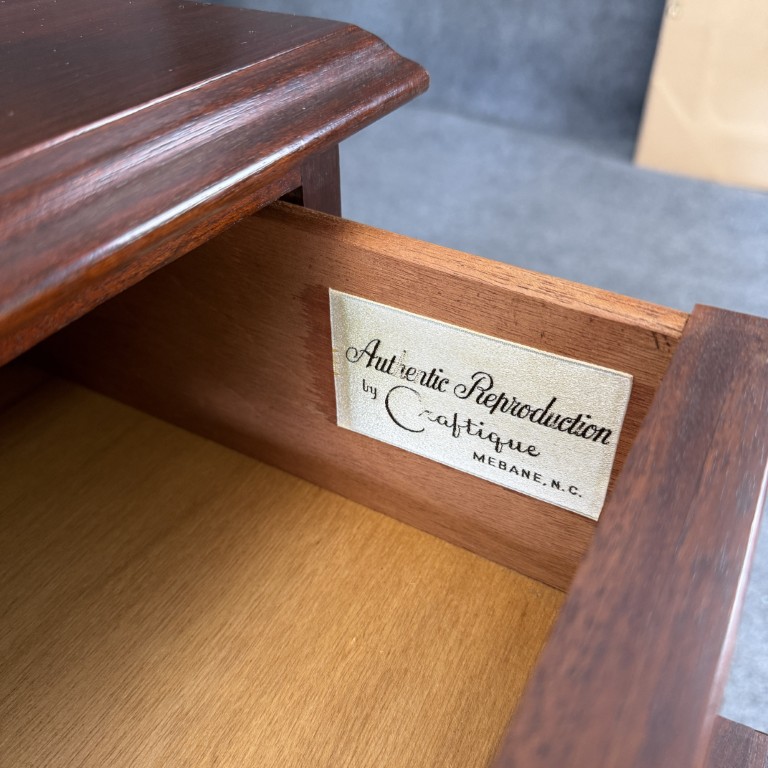 Authentic Reproduction
by Craftique
MEBANE, N.C.